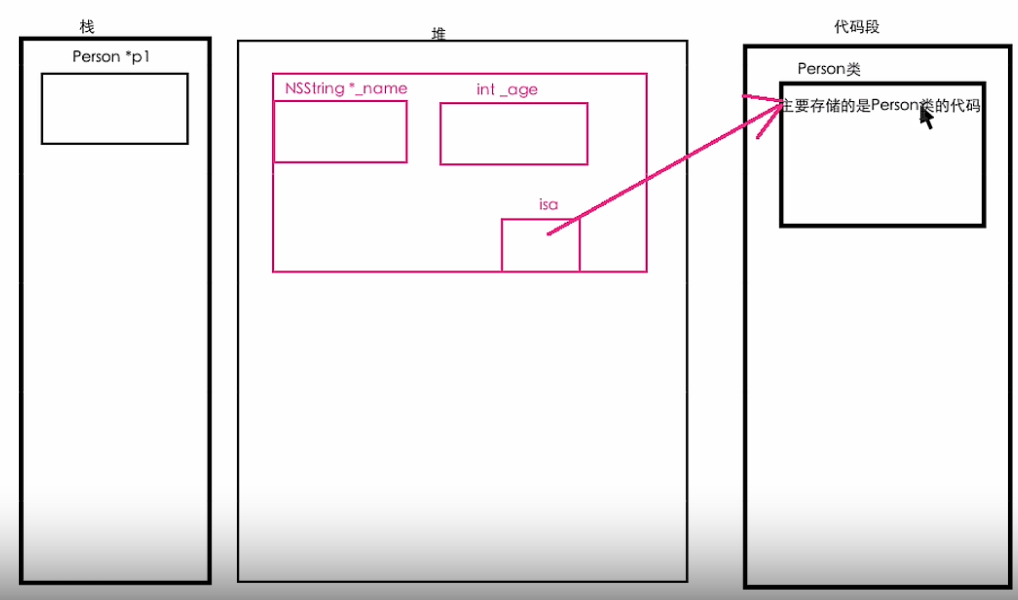 栈
Person *p1
堆
NSString *_name
int _age
isa
代码段
Person类
主要存储的是Person类的代码